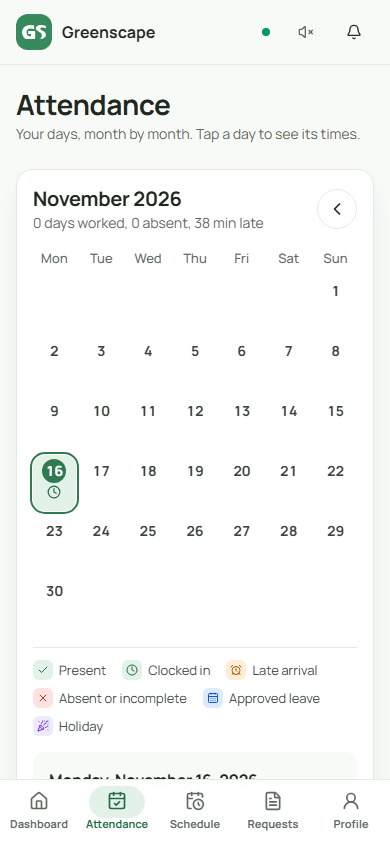 GS Greenscape
Attendance
Your days, month by month. Tap a day to see its times.
November 2026
0 days worked, 0 absent, 38 min late
Mon Tue Wed Thu Fri Sat Sun
1
2 3 4 5 6 7 8
9 10 11 12 13 14 15
16 17 18 19 20 21 22
23 24 25 26 27 28 29
30
Present Clocked in Late arrival
Absent or incomplete Approved leave
Holiday
Monday, November 16, 2026
Dashboard Attendance Schedule Requests Profile